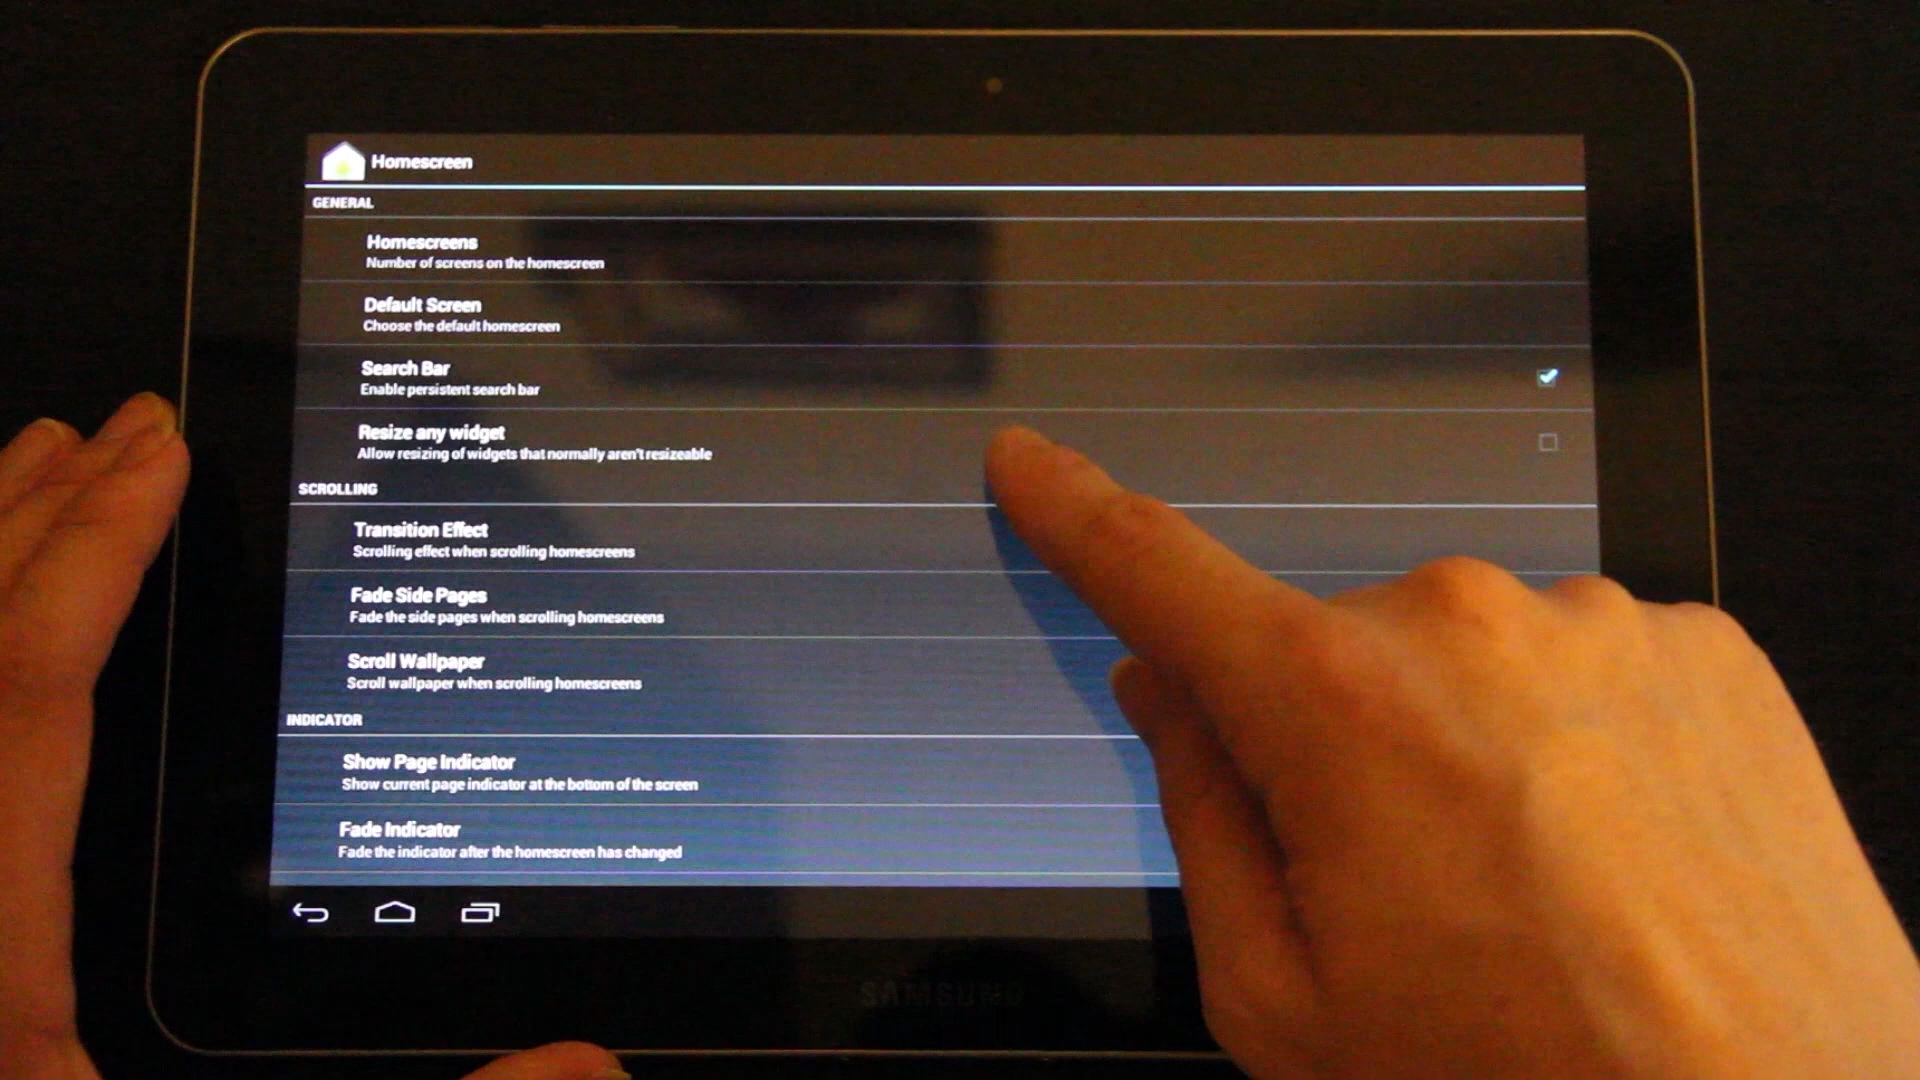 Homescreen
GENERAL
Homescreens
Number of screens on the homescreen
Default Screen
Choose the default homescreen
Search Bar
Enable persistent search bar
Resize any widget
Allow resizing of widgets that normally aren't resizeable
SCROLLING
Transition Effect
Scrolling effect when scrolling homescreens
Fade Side Pages
Fade the side pages when scrolling homescreens
Scroll Wallpaper
Scroll wallpaper when scrolling homescreens
INDICATOR
Show Page Indicator
Show current page indicator at the bottom of the screen
Fade Indicator
Fade the indicator after the homescreen has changed
SAMSUNG